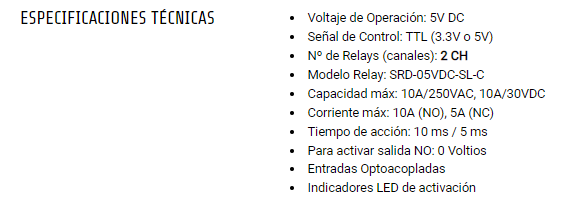 ESPECIFICACIONES TÉCNICAS
• Voltaje de Operación: 5V DC
• Señal de Control: TTL (3.3V o 5V)
• Nº de Relays (canales): 2 CH
• Modelo Relay: SRD-05VDC-SL-C
• Capacidad máx: 10A/250VAC, 10A/30VDC
• Corriente máx: 10A (NO), 5A (NC)
• Tiempo de acción: 10 ms / 5 ms
• Para activar salida NO: 0 Voltios
• Entradas Optoacopladas
• Indicadores LED de activación